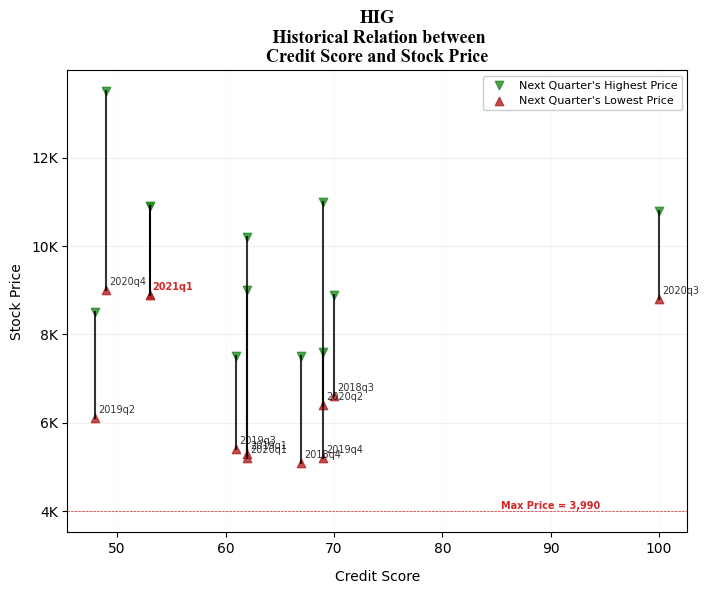 HIG
Historical Relation between
Credit Score and Stock Price
Next Quarter's Highest Price
Next Quarter's Lowest Price
12K
10K
8K
6K
4K
Stock Price
2020q4
2021q1
2020q3
2019q2
2018q3
2020q2
2019q3
2019q1
2020q1
2018q4
2019q4
Max Price = 3,990
50
60
70
80
90
100
Credit Score